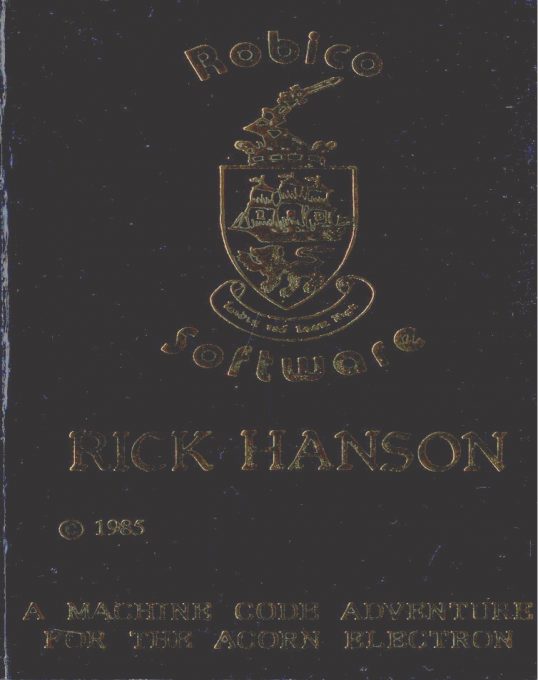 Robico
Software
RICK HANSON
© 1985
A MACHINE CODE ADVENTURE
FOR THE ACORN ELECTRON